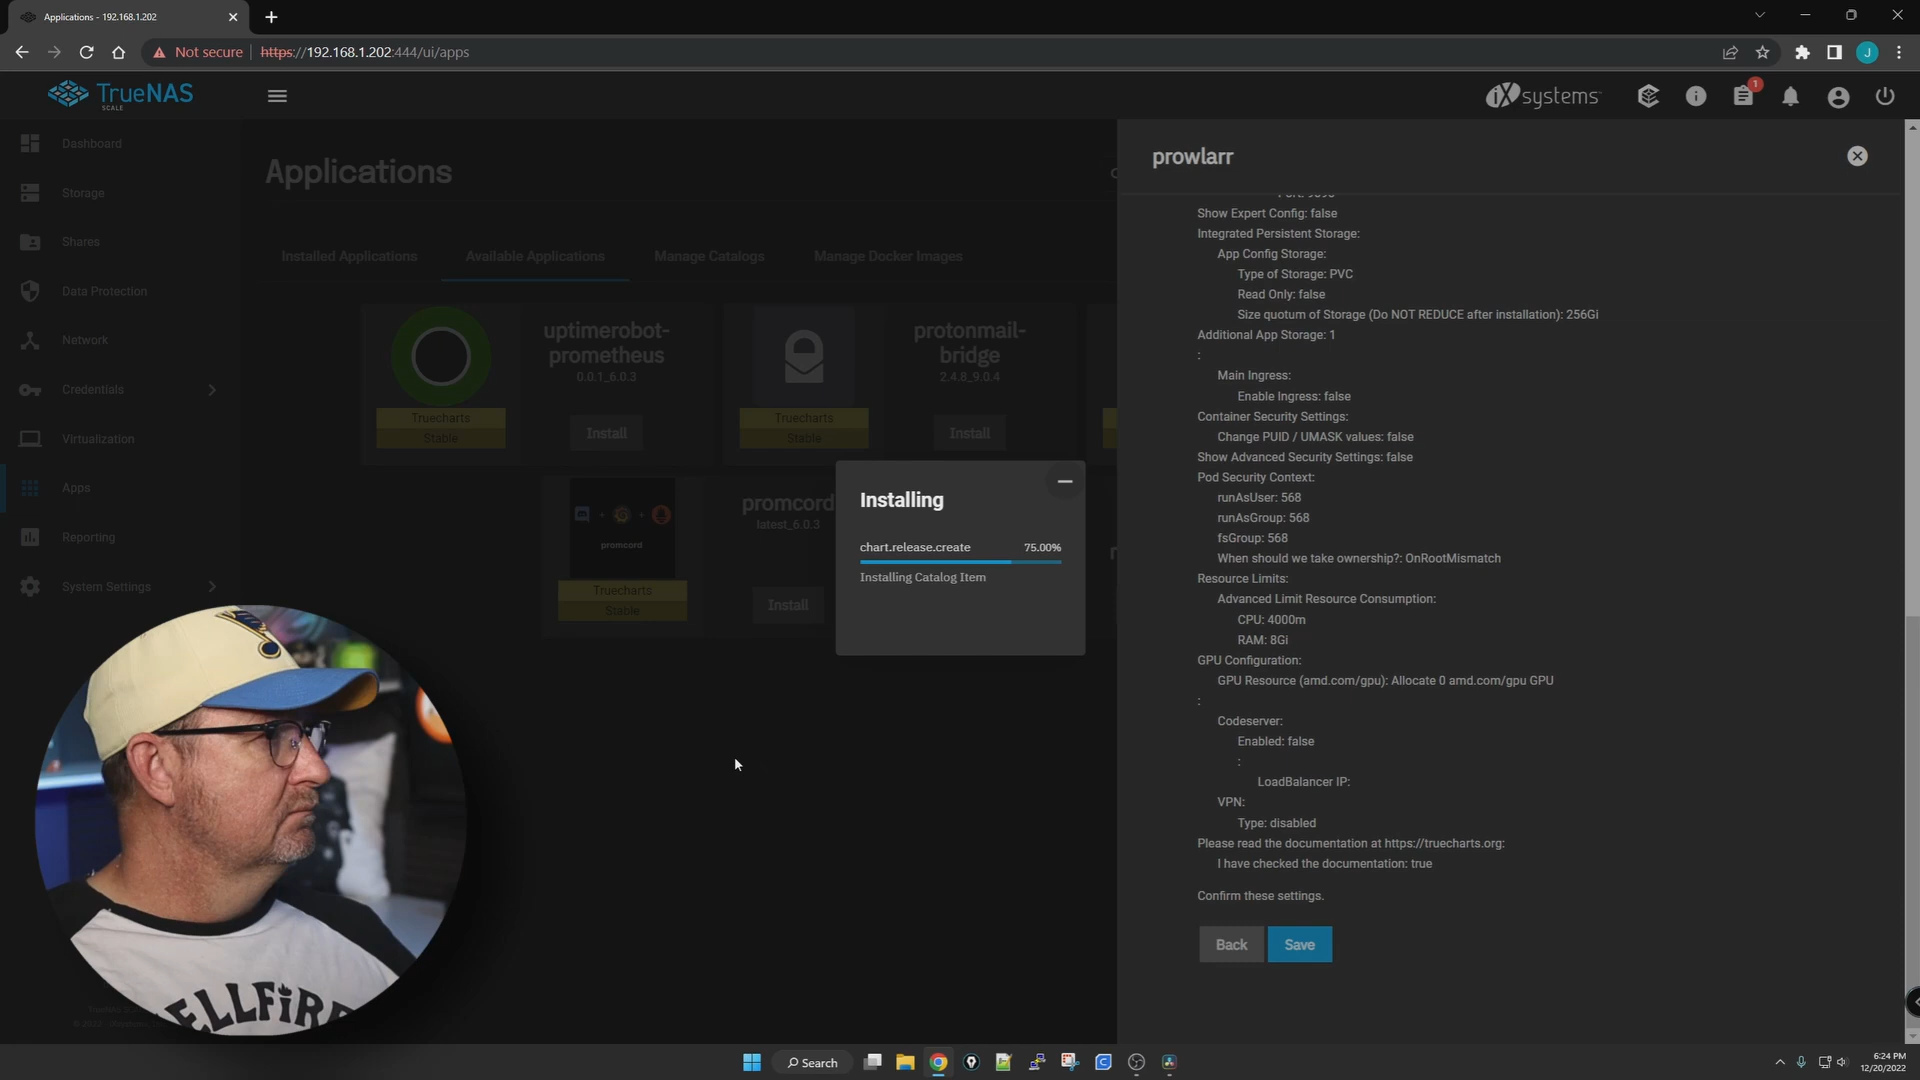 Applications - 192.168.1.202
Not secure
https://192.168.1.202:444/ui/apps
J
TrueNAS
SCALE
iXsystems
1
Dashboard
Storage
Shares
Data Protection
Network
Credentials
Virtualization
Apps
Reporting
System Settings
Applications
Installed Applications
Available Applications
Manage Catalogs
Manage Docker Images
uptimerobot-
prometheus
0.0.1_6.0.3
Truecharts
Stable
Install
protonmail-
bridge
2.4.8_9.0.4
Truecharts
Stable
Install
promcord
promcord
latest_6.0.3
Truecharts
Stable
Install
Installing
chart.release.create 75.00%
Installing Catalog Item
prowlarr
Show Expert Config: false
Integrated Persistent Storage:
App Config Storage:
Type of Storage: PVC
Read Only: false
Size quotum of Storage (Do NOT REDUCE after installation): 256Gi
Additional App Storage: 1
:
Main Ingress:
Enable Ingress: false
Container Security Settings:
Change PUID / UMASK values: false
Show Advanced Security Settings: false
Pod Security Context:
runAsUser: 568
runAsGroup: 568
fsGroup: 568
When should we take ownership?: OnRootMismatch
Resource Limits:
Advanced Limit Resource Consumption:
CPU: 4000m
RAM: 8Gi
GPU Configuration:
GPU Resource (amd.com/gpu): Allocate 0 amd.com/gpu GPU
:
Codeserver:
Enabled: false
:
LoadBalancer IP:
VPN:
Type: disabled
Please read the documentation at https://truecharts.org:
I have checked the documentation: true
Confirm these settings.
Back
Save
Search
6:24 PM
12/20/2022